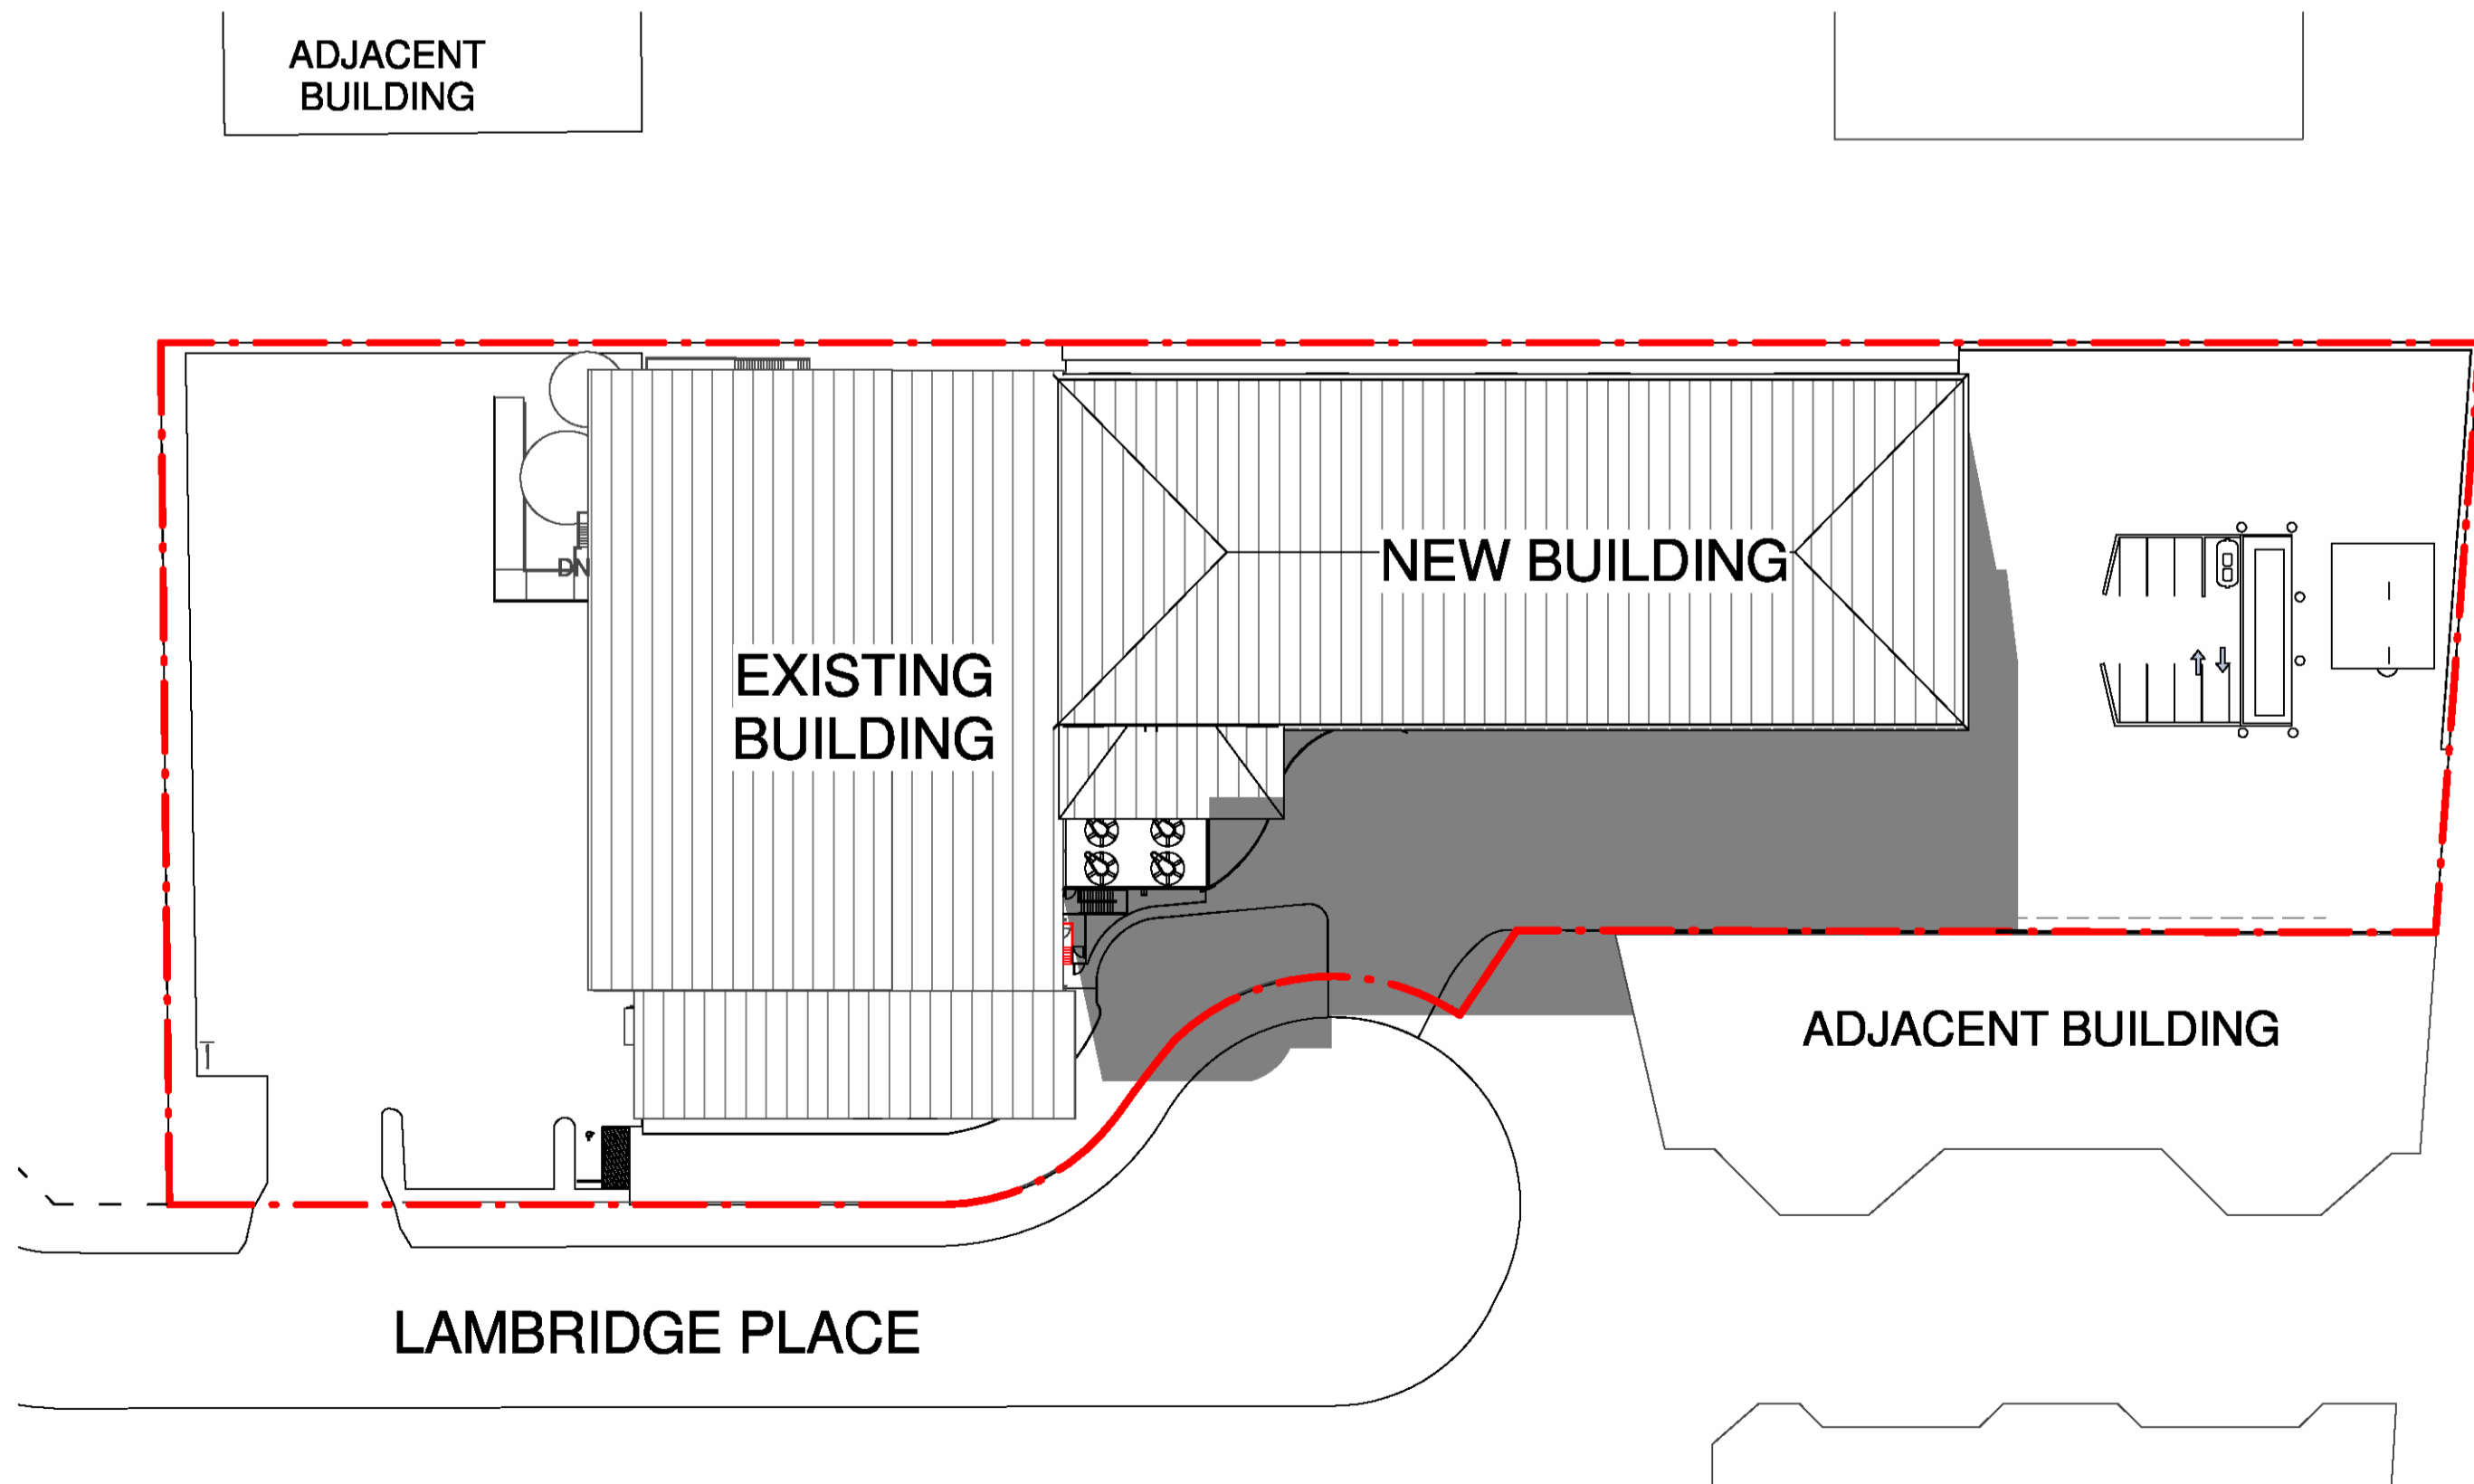 ADJACENT
BUILDING
NEW BUILDING
DN
EXISTING
BUILDING
ADJACENT BUILDING
LAMBRIDGE PLACE